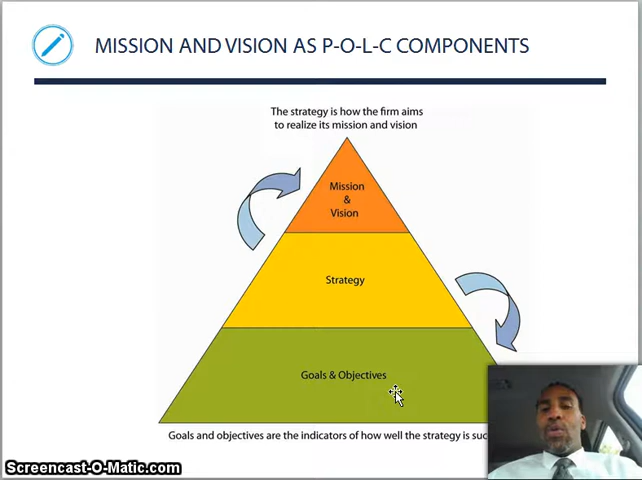 MISSION AND VISION AS P-O-L-C COMPONENTS
The strategy is how the firm aims
to realize its mission and vision
Mission
&
Vision
Strategy
Goals & Objectives
Goals and objectives are the indicators of how well the strategy is
Screencast-O-Matic.com